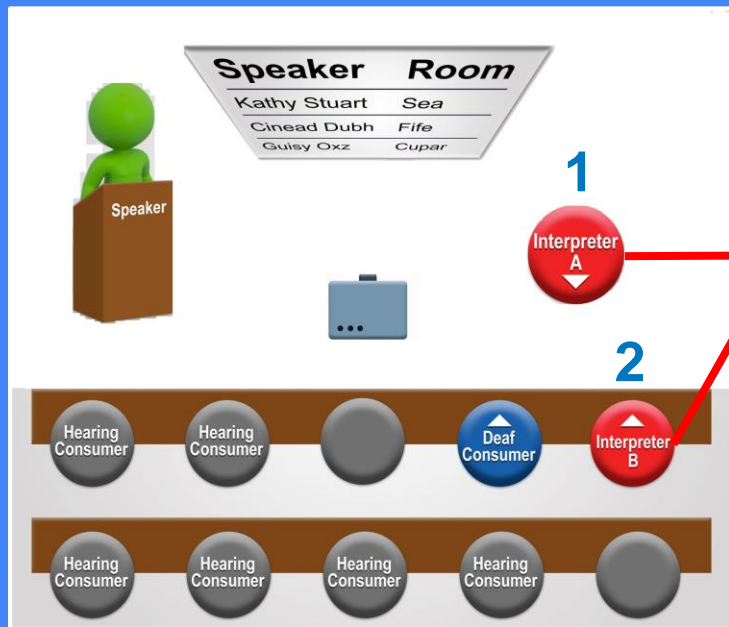 Speaker Room
Kathy Stuart Sea
Cinead Dubh Fife
Guisy Oxz Cupar
Speaker
1
Interpreter
A
2
Hearing
Consumer
Hearing
Consumer
Deaf
Consumer
Interpreter
B
Hearing
Consumer
Hearing
Consumer
Hearing
Consumer
Hearing
Consumer